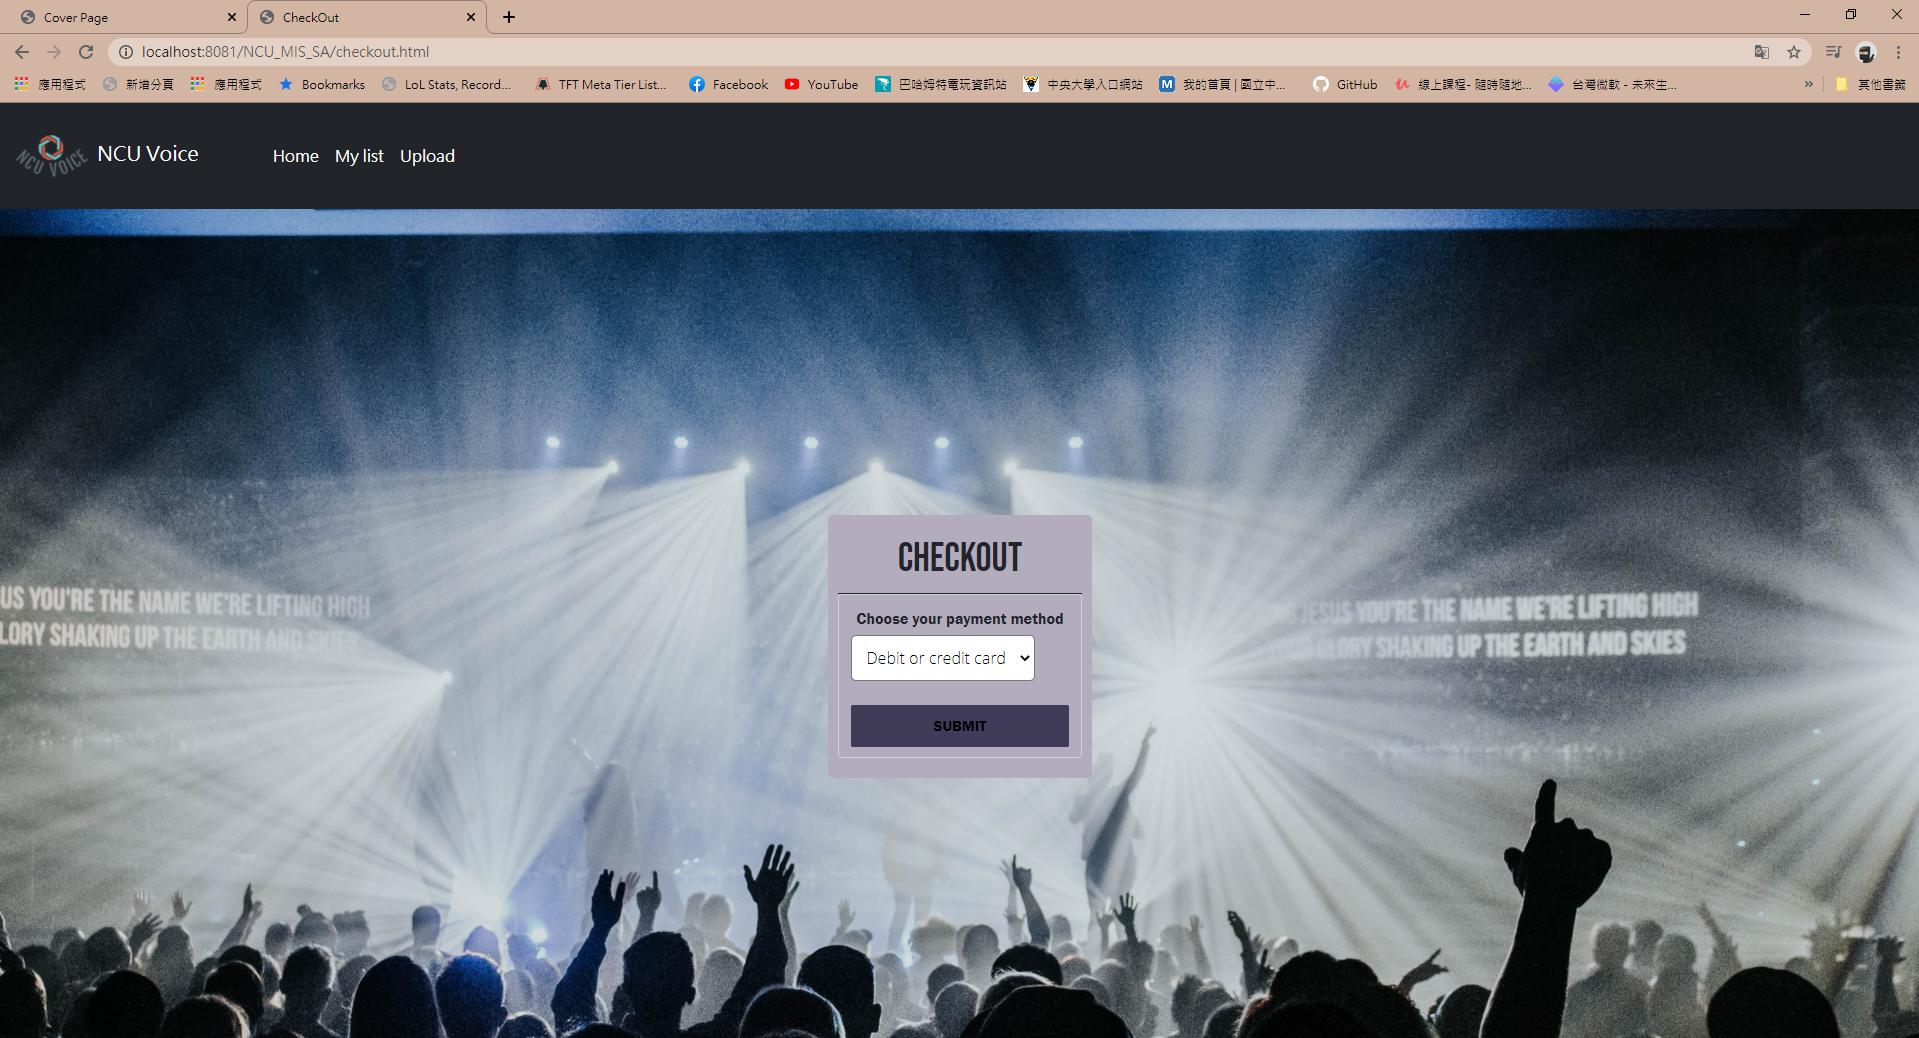 Cover Page
CheckOut
localhost:8081/NCU_MIS_SA/checkout.html
應用程式
新增分頁
應用程式
Bookmarks
LoL Stats, Record...
TFT Meta Tier List...
Facebook
YouTube
巴哈姆特電玩資訊站
中央大學入口網站
我的首頁 | 國立中...
GitHub
線上課程- 隨時隨地...
台灣微軟 - 未來生...
»
其他書籤
NCU VOICE
NCU Voice
Home
My list
Upload
CHECKOUT
Choose your payment method
Debit or credit card
SUBMIT
US YOU'RE THE NAME WE'RE LIFTING HIGH
LORY SHAKING UP THE EARTH AND SKIES
JESUS YOU'RE THE NAME WE'RE LIFTING HIGH
YOUR GLORY SHAKING UP THE EARTH AND SKIES